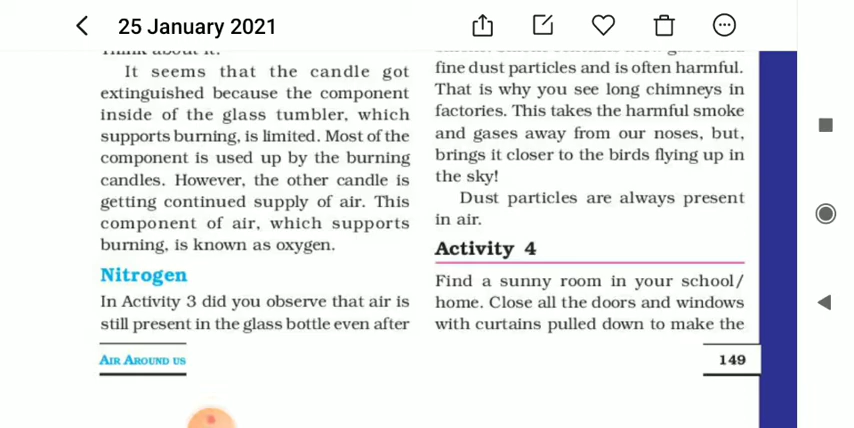 25 January 2021
Think about it!
It seems that the candle got
extinguished because the component
inside of the glass tumbler, which
supports burning, is limited. Most of the
component is used up by the burning
candles. However, the other candle is
getting continued supply of air. This
component of air, which supports
burning, is known as oxygen.
Nitrogen
In Activity 3 did you observe that air is
still present in the glass bottle even after
AIR AROUND US
fine dust particles and is often harmful.
That is why you see long chimneys in
factories. This takes the harmful smoke
and gases away from our noses, but,
brings it closer to the birds flying up in
the sky!
Dust particles are always present
in air.
Activity 4
Find a sunny room in your school/
home. Close all the doors and windows
with curtains pulled down to make the
149